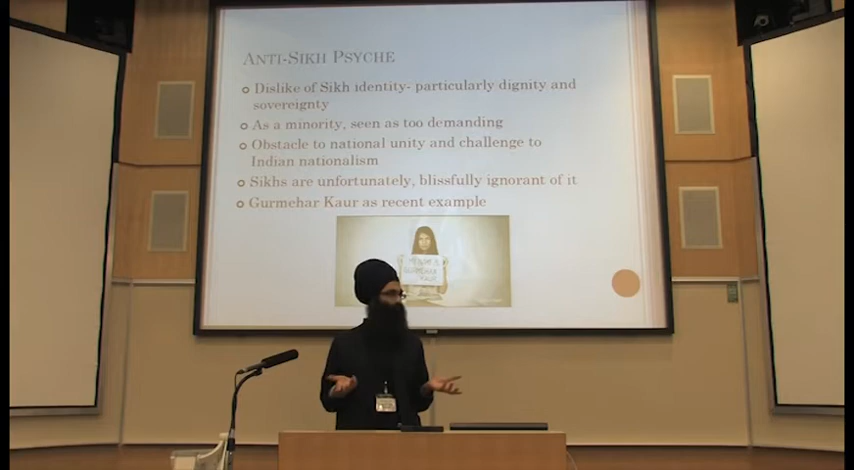 ANTI-SIKH PSYCHE
Dislike of Sikh identity- particularly dignity and
sovereignty
As a minority, seen as too demanding
Obstacle to national unity and challenge to
Indian nationalism
Sikhs are unfortunately, blissfully ignorant of it
Gurmehar Kaur as recent example